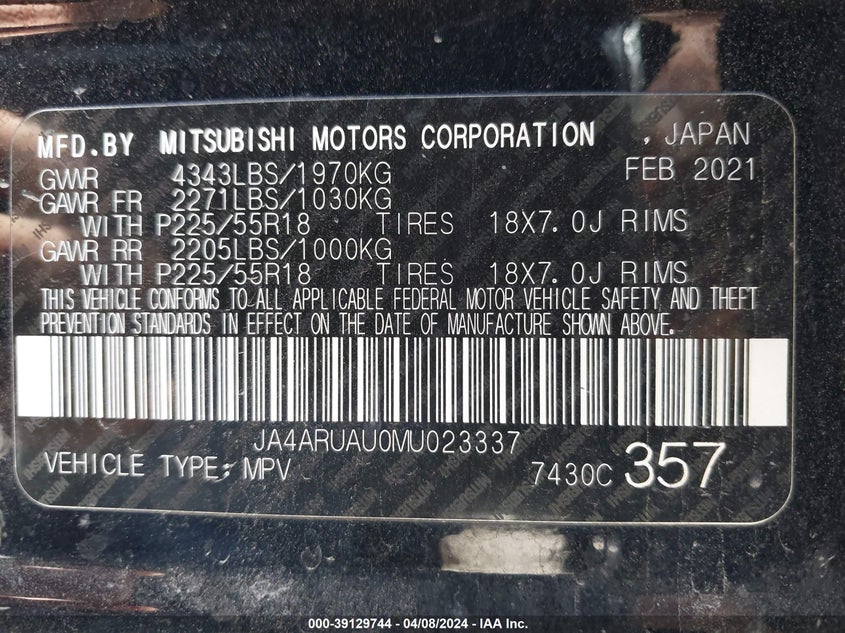 MFD.BY MITSUBISHI MOTORS CORPORATION , JAPAN
GVWR 4343LBS/1970KG FEB 2021
GAWR FR 2271LBS/1030KG
WITH P225/55R18 TIRES 18X7.0J RIMS
GAWR RR 2205LBS/1000KG
WITH P225/55R18 TIRES 18X7.0J RIMS
THIS VEHICLE CONFORMS TO ALL APPLICABLE FEDERAL MOTOR VEHICLE SAFETY AND THEFT
PREVENTION STANDARDS IN EFFECT ON THE DATE OF MANUFACTURE SHOWN ABOVE.
JA4ARUAU0MU023337
VEHICLE TYPE: MPV 7430C 357
000-39129744 - 04/08/2024 - IAA Inc.